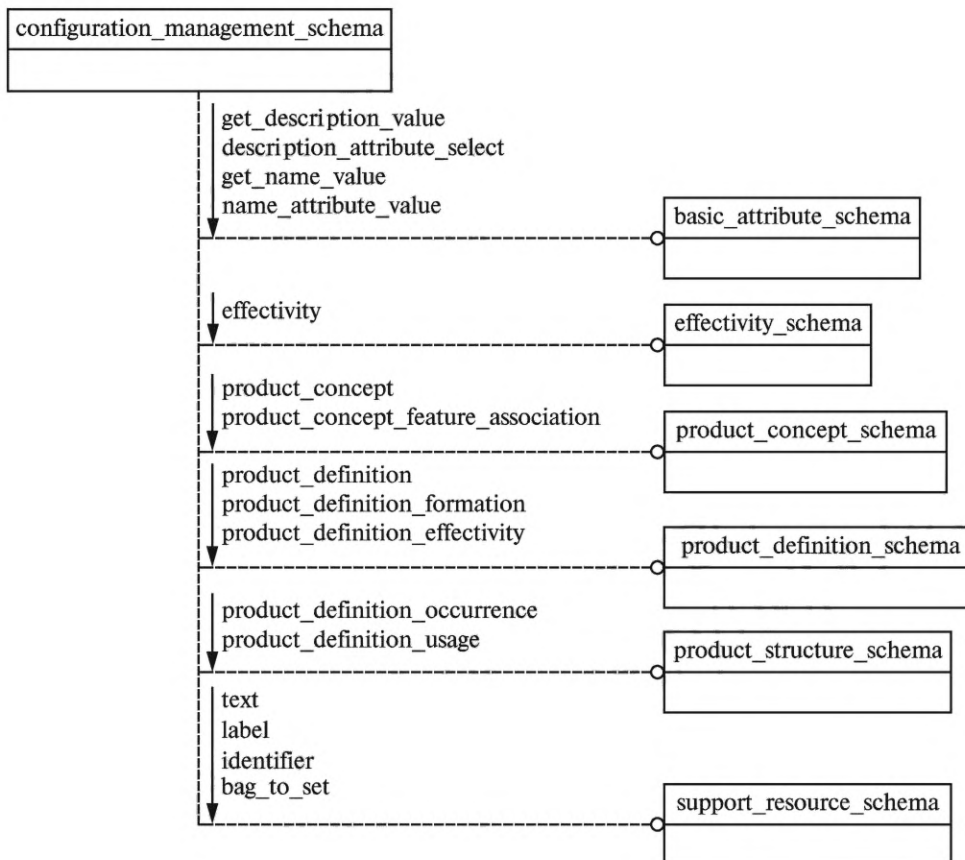 configuration_management_schema
get_description_value
description_attribute_select
get_name_value
name_attribute_value
basic_attribute_schema
effectivity
effectivity_schema
product_concept
product_concept_feature_association
product_concept_schema
product_definition
product_definition_formation
product_definition_effectivity
product_definition_schema
product_definition_occurrence
product_definition_usage
product_structure_schema
text
label
identifier
bag_to_set
support_resource_schema